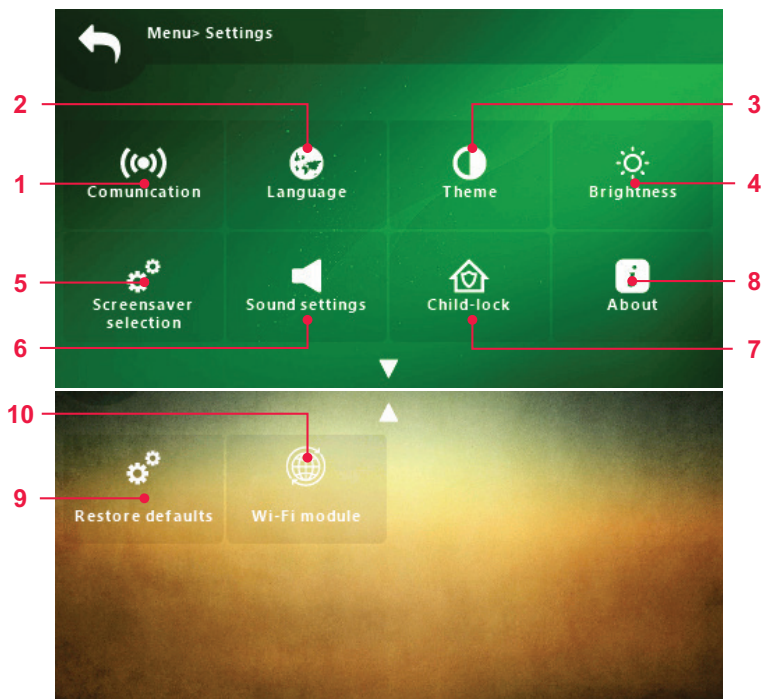 Menu> Settings
2
3
1
Comunication
Language
Theme
Brightness
4
5
Screensaver
selection
Sound settings
Child-lock
About
8
6
7
10
9
Restore defaults
Wi-Fi module